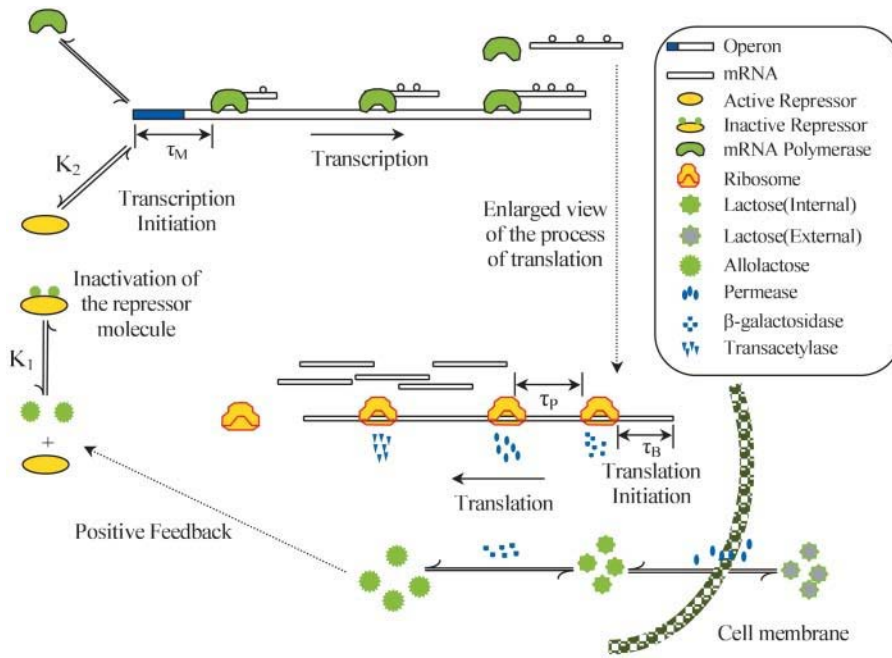 Operon
mRNA
Active Repressor
Inactive Repressor
mRNA Polymerase
Ribosome
Lactose(Internal)
Lactose(External)
Allolactose
Permease
β-galactosidase
Transacetylase
τM
Transcription
K2
Transcription
Initiation
Enlarged view
of the process
of translation
Inactivation of
the repressor
molecule
K1
+
τP
τB
Translation
Initiation
Translation
Positive Feedback
Cell membrane